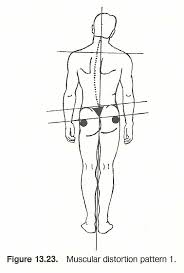 Figure 13.23. Muscular distortion pattern 1.